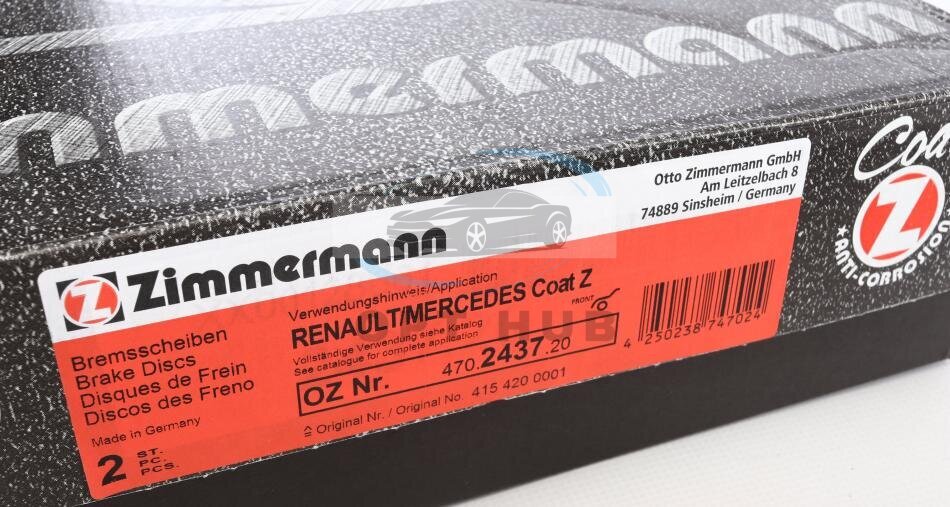 mmermann
Coa
Z
ANTI-CORROSION
Otto Zimmermann GmbH
Am Leitzelbach 8
74889 Sinsheim / Germany
Z Zimmermann
Bremsscheiben
Brake Discs
Disques de Frein
Discos des Freno
Made in Germany
2 ST.
PC.
PCS.
Verwendungshinweis/Application
RENAULT/MERCEDES Coat Z
Vollständige Verwendung siehe Katalog
See catalogue for complete application
FRONT
OZ Nr. 470.2437.20
≙ Original Nr. / Original No. 415 420 0001
4 250238 747024
HUB